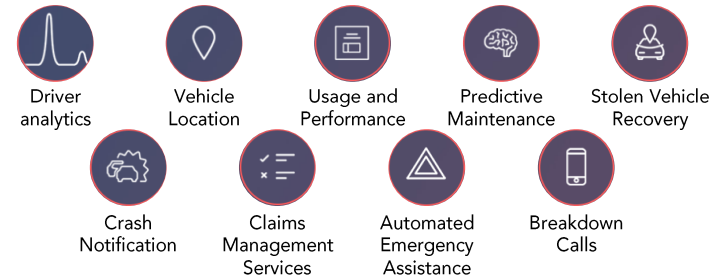 Driver
analytics
Vehicle
Location
Usage and
Performance
Predictive
Maintenance
Stolen Vehicle
Recovery
Crash
Notification
Claims
Management
Services
Automated
Emergency
Assistance
Breakdown
Calls